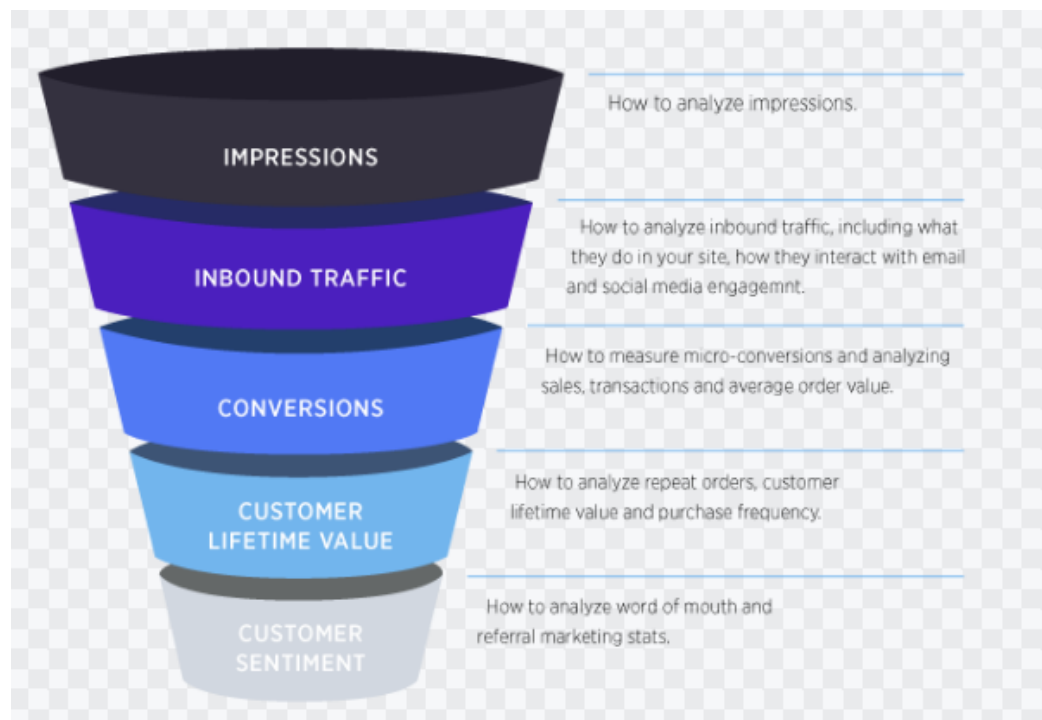 IMPRESSIONS
How to analyze impressions.
INBOUND TRAFFIC
How to analyze inbound traffic, including what
they do in your site, how they interact with email
and social media engagemnt.
CONVERSIONS
How to measure micro-conversions and analyzing
sales, transactions and average order value.
CUSTOMER
LIFETIME VALUE
How to analyze repeat orders, customer
lifetime value and purchase frequency.
CUSTOMER
SENTIMENT
How to analyze word of mouth and
referral marketing stats.